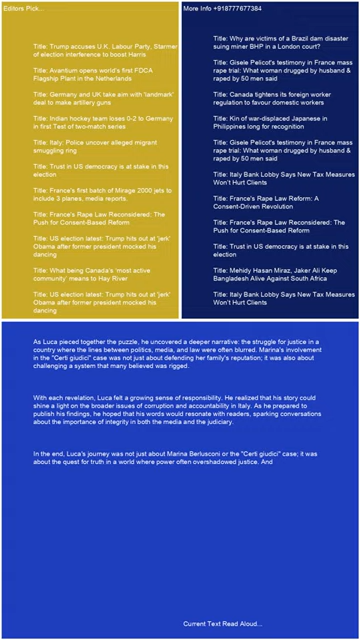 Editors Pick...
Title: Trump accuses U.K. Labour Party, Starmer
of election interference to boost Harris
Title: Avantium opens world's first FDCA
Flagship Plant in the Netherlands
Title: Germany and UK take aim with 'landmark'
deal to make artillery guns
Title: Indian hockey team loses 0-2 to Germany
in first Test of two-match series
Title: Italy: Police uncover alleged migrant
smuggling ring
Title: Trust in US democracy is at stake in this
election
Title: France's first batch of Mirage 2000 jets to
include 3 planes, media reports.
Title: France's Rape Law Reconsidered: The
Push for Consent-Based Reform
Title: US election latest: Trump hits out at 'jerk'
Obama after former president mocked his
dancing
Title: What being Canada's 'most active
community' means to Hay River
Title: US election latest: Trump hits out at 'jerk'
Obama after former president mocked his
dancing
More Info +918777677384
Title: Why are victims of a Brazil dam disaster
suing miner BHP in a London court?
Title: Gisele Pelicot's testimony in France mass
rape trial; What woman drugged by husband &
raped by 50 men said
Title: Canada tightens its foreign worker
regulation to favour domestic workers
Title: Kin of war-displaced Japanese in
Philippines long for recognition
Title: Gisele Pelicot's testimony in France mass
rape trial; What woman drugged by husband &
raped by 50 men said
Title: Italy Bank Lobby Says New Tax Measures
Won't Hurt Clients
Title: France's Rape Law Reform: A
Consent-Driven Revolution
Title: France's Rape Law Reconsidered: The
Push for Consent-Based Reform
Title: Trust in US democracy is at stake in this
election
Title: Mehidy Hasan Miraz, Jaker Ali Keep
Bangladesh Alive Against South Africa
Title: Italy Bank Lobby Says New Tax Measures
Won't Hurt Clients
As Luca pieced together the puzzle, he uncovered a deeper narrative: the struggle for justice in a
country where the lines between politics, media, and law were often blurred. Marina's involvement
in the "Certi giudici" case was not just about defending her family's reputation; it was also about
challenging a system that many believed was rigged.
With each revelation, Luca felt a growing sense of responsibility. He realized that his story could
shine a light on the broader issues of corruption and accountability in Italy. As he prepared to
publish his findings, he hoped that his words would resonate with readers, sparking conversations
about the importance of integrity in both the media and the judiciary.
In the end, Luca's journey was not just about Marina Berlusconi or the "Certi giudici" case; it was
about the quest for truth in a world where power often overshadowed justice. And
Current Text Read Aloud...